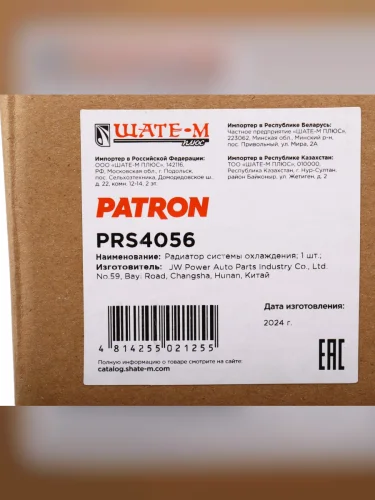 ШАТЕ-М
ПЛЮС
Импортер в Российской Федерации:
ООО «ШАТЕ-М ПЛЮС», 142116,
РФ, Московская обл., г. Подольск,
пос. Сельхозтехника, Домодедовское ш.,
д. 22, комн. 12-14, 2 эт.
Импортер в Республике Беларусь:
Частное предприятие «ШАТЕ-М ПЛЮС»,
223062, Минская обл., Минский р-н,
пос. Привольный, ул. Мира, 2А
Импортер в Республике Казахстан:
ТОО «ШАТЕ-М ПЛЮС», 010000,
Республика Казахстан, г. Нур-Султан,
район Байконыр, ул. Жетиген, д. 2
PATRON
PRS4056
Наименование: Радиатор системы охлаждения; 1 шт.;
Изготовитель: JW Power Auto Parts Industry Co., Ltd.
No.59, Bayi Road, Changsha, Hunan, Китай
Дата изготовления:
2024 г.
4 814255 021255
EAC
Полную информацию о товаре смотрите на сайте
catalog.shate-m.com